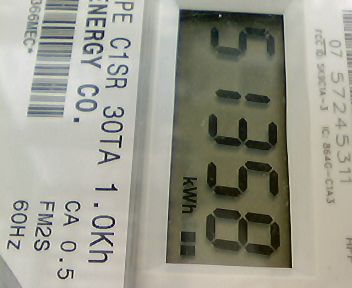 07 57245311
51358
kWh
PE C1SR 30TA 1.0Kh
ENERGY CO.
CA 0.5
FM2S
60HZ